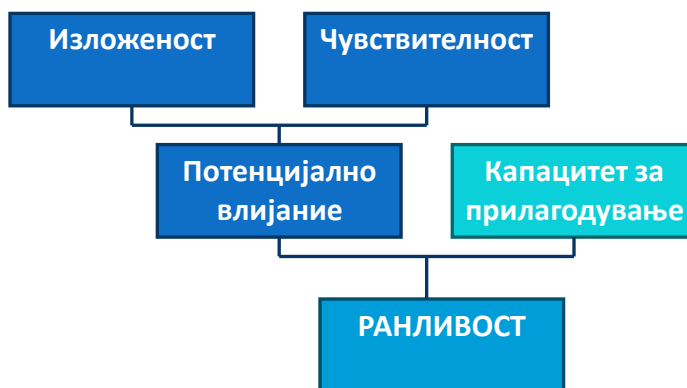 Изложеност
Чувствителност
Потенцијално
влијание
Капацитет за
прилагодување
РАНЛИВОСТ